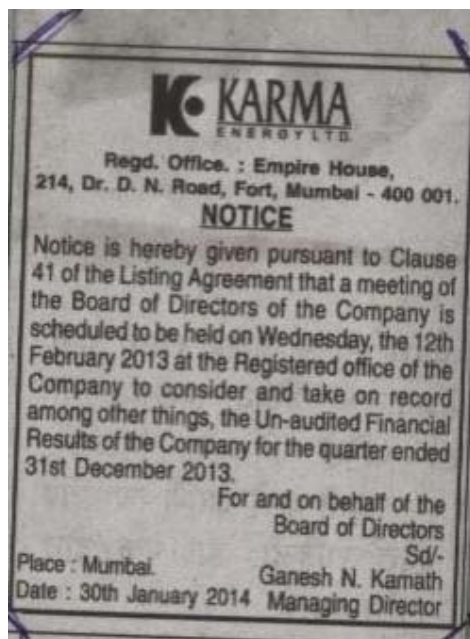 KARMA
ENERGY LTD.
Regd. Office. : Empire House,
214, Dr. D. N. Road, Fort, Mumbai - 400 001.
NOTICE
Notice is hereby given pursuant to Clause
41 of the Listing Agreement that a meeting of
the Board of Directors of the Company is
scheduled to be held on Wednesday, the 12th
February 2013 at the Registered office of the
Company to consider and take on record
among other things, the Un-audited Financial
Results of the Company for the quarter ended
31st December 2013.
For and on behalf of the
Board of Directors
Sd/-
Place : Mumbai. Ganesh N. Kamath
Date : 30th January 2014 Managing Director